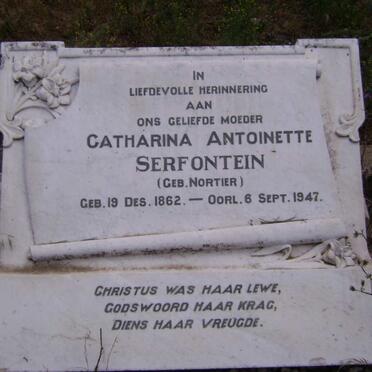 IN
LIEFDEVOLLE HERINNERING
AAN
ONS GELIEFDE MOEDER
CATHARINA ANTOINETTE
SERFONTEIN
(GEB. NORTIER)
GEB. 19 DES. 1862. — OORL. 6 SEPT. 1947.
CHRISTUS WAS HAAR LEWE,
GODSWOORD HAAR KRAG,
DIENS HAAR VREUGDE.